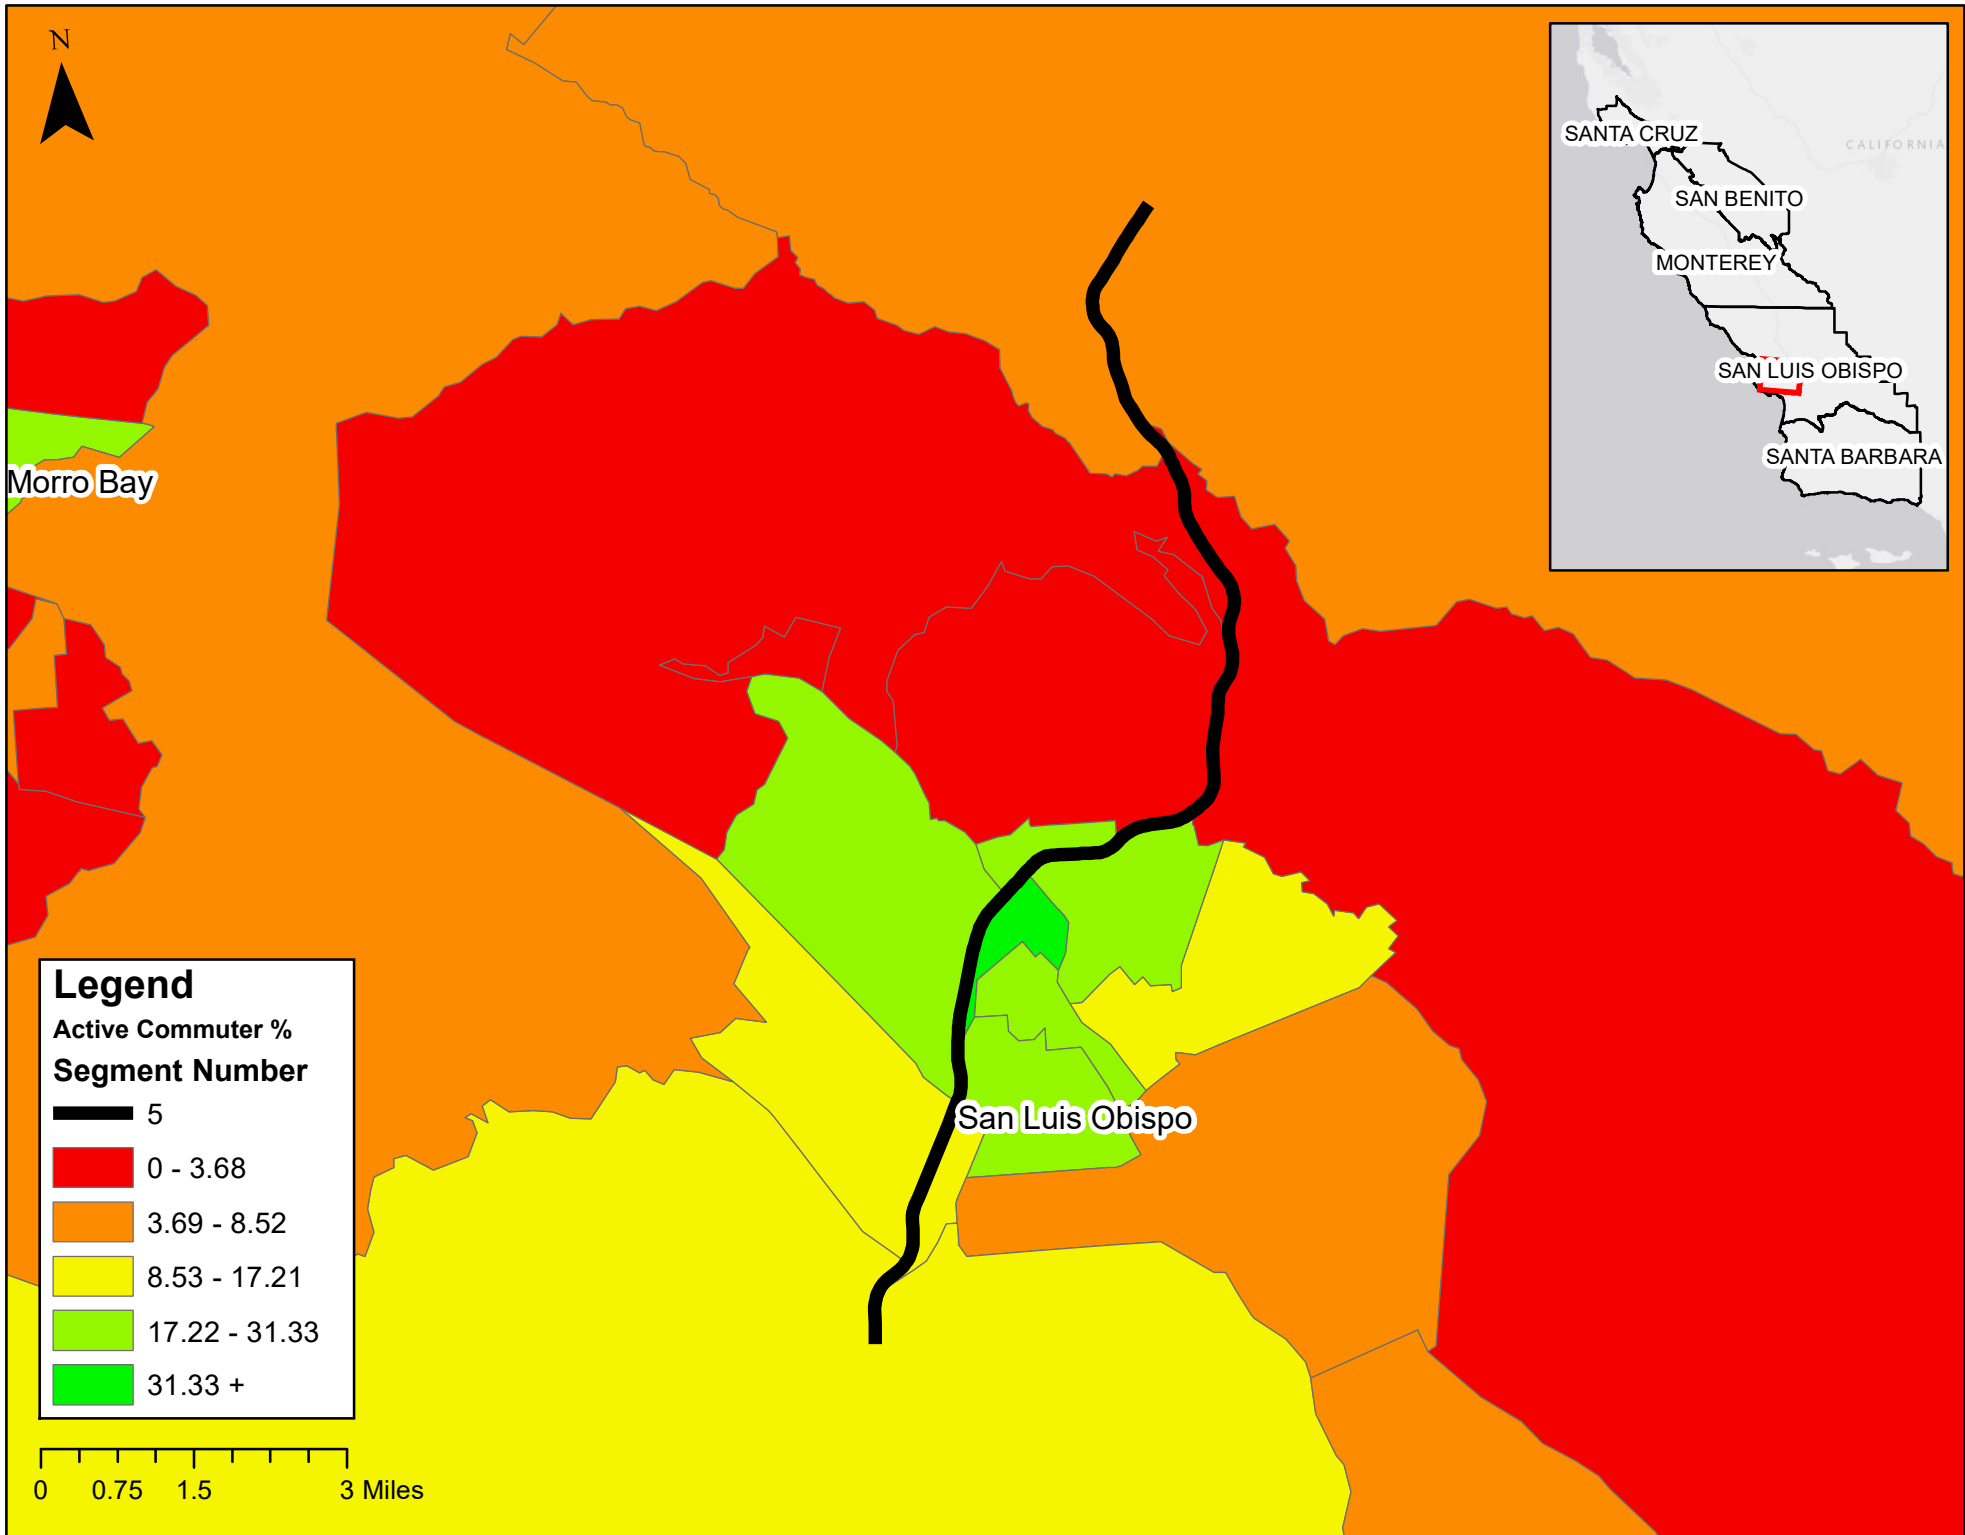 N
SANTA CRUZ
CALIFORNIA
SAN BENITO
MONTEREY
SAN LUIS OBISPO
SANTA BARBARA
Morro Bay
San Luis Obispo
Legend
Active Commuter %
Segment Number
5
0 - 3.68
3.69 - 8.52
8.53 - 17.21
17.22 - 31.33
31.33 +
0 0.75 1.5 3 Miles